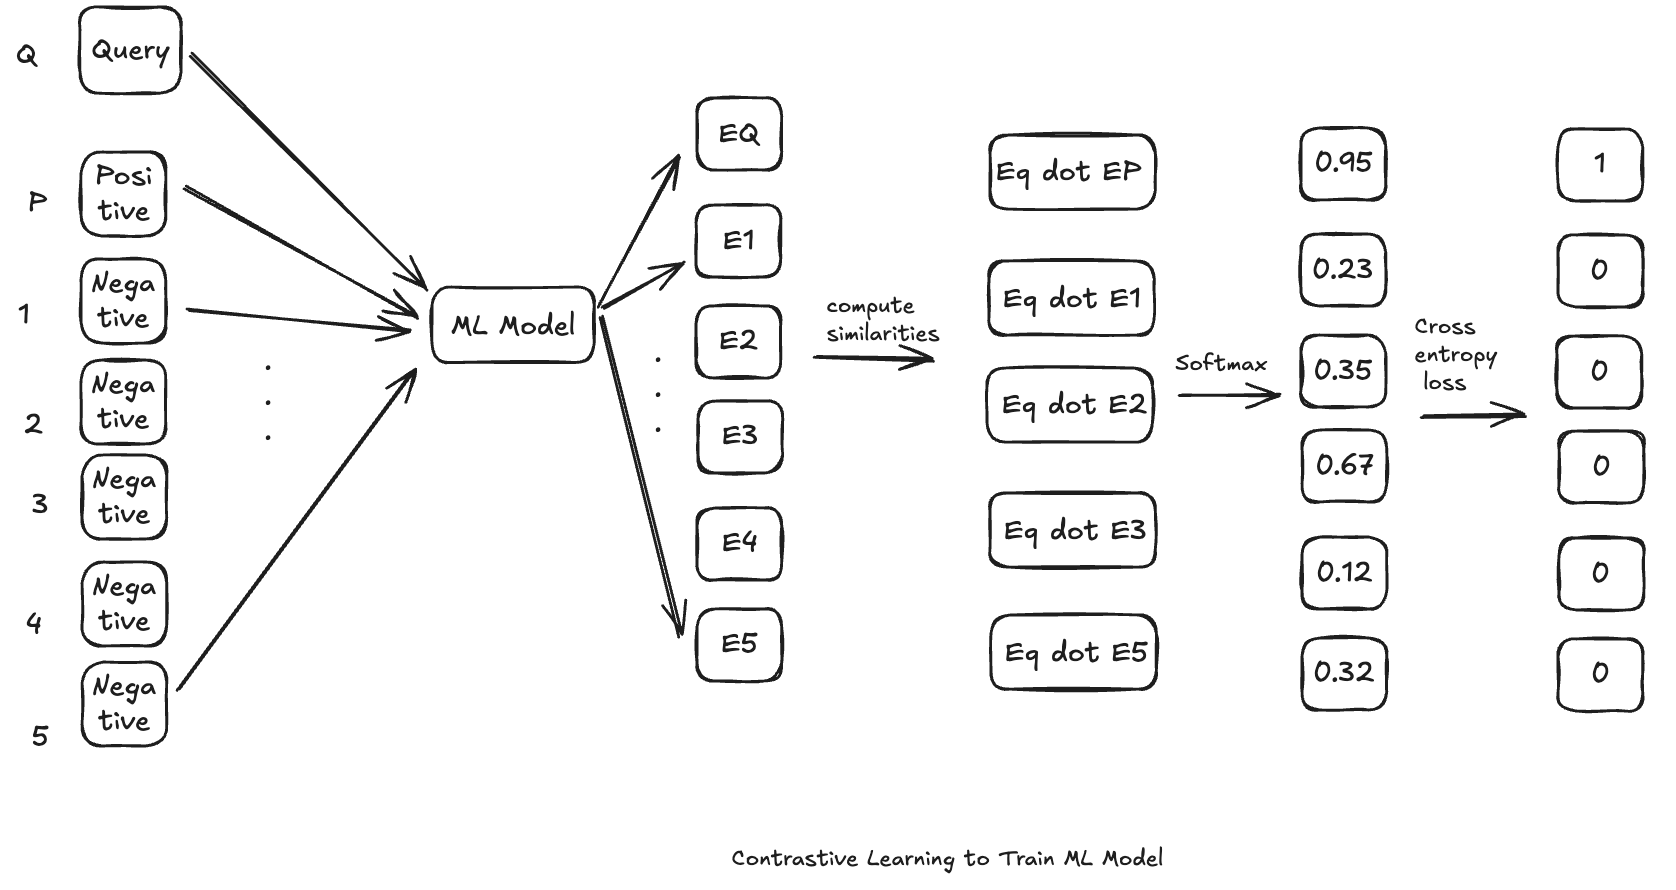 Q
Query
P
Posi
tive
1
Nega
tive
2
Nega
tive
3
Nega
tive
4
Nega
tive
5
Nega
tive
ML Model
EQ
E1
E2
E3
E4
E5
compute
similarities
Eq dot EP
Eq dot E1
Eq dot E2
Eq dot E3
Eq dot E5
Softmax
0.95
0.23
0.35
0.67
0.12
0.32
Cross
entropy
loss
1
0
0
0
0
0
Contrastive Learning to Train ML Model